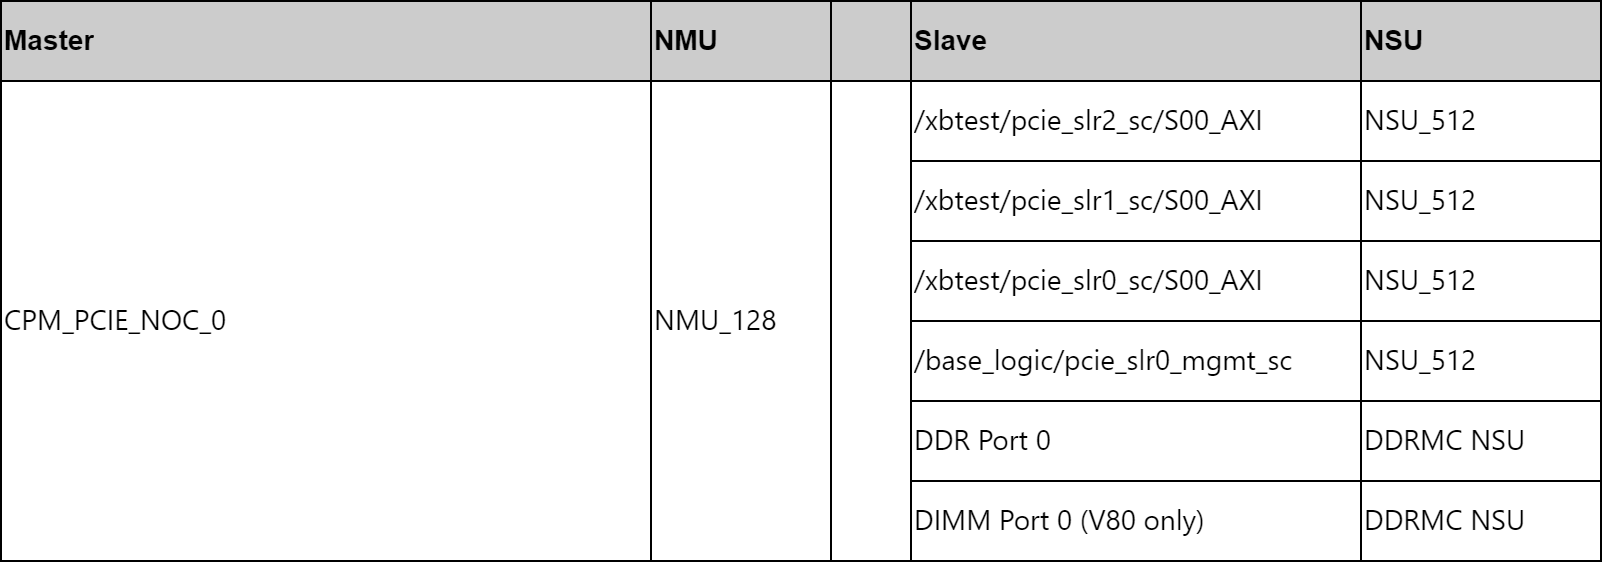 Master NMU Slave NSU
/xbtest/pcie_slr2_sc/S00_AXI NSU_512
/xbtest/pcie_slr1_sc/S00_AXI NSU_512
/xbtest/pcie_slr0_sc/S00_AXI NSU_512
CPM_PCIE_NOC_0 NMU_128
/base_logic/pcie_slr0_mgmt_sc NSU_512
DDR Port 0 DDRMC NSU
DIMM Port 0 (V80 only) DDRMC NSU